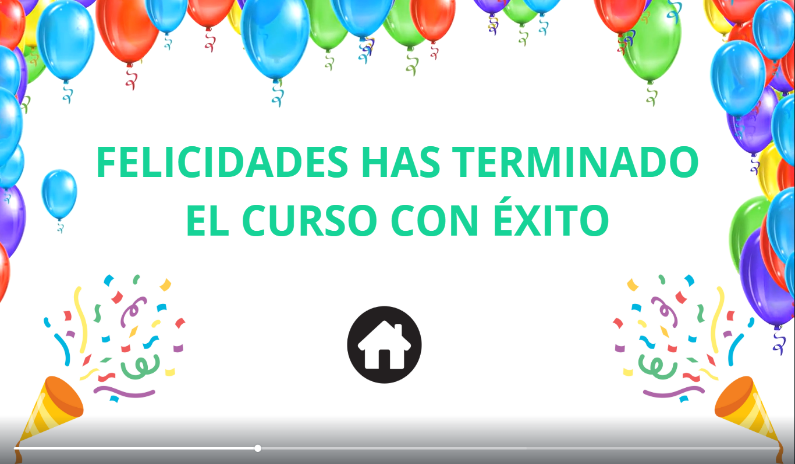 FELICIDADES HAS TERMINADO
EL CURSO CON ÉXITO